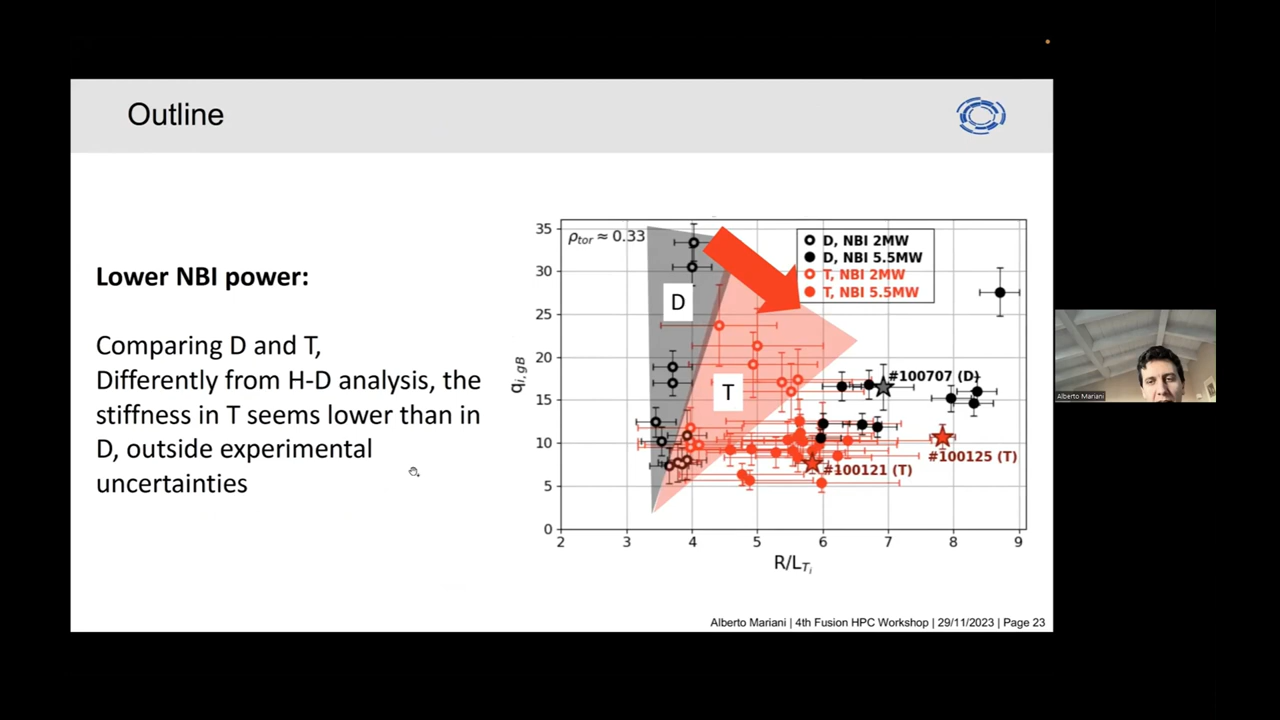 Outline
Lower NBI power:
Comparing D and T,
Differently from H-D analysis, the
stiffness in T seems lower than in
D, outside experimental
uncertainties
ρtor ≈ 0.33
D, NBI 2MW
D, NBI 5.5MW
T, NBI 2MW
T, NBI 5.5MW
D
T
#100707 (D)
#100125 (T)
#100121 (T)
qi,gB
35
30
25
20
15
10
5
0
2 3 4 5 6 7 8 9
R/LTi
Alberto Mariani | 4th Fusion HPC Workshop | 29/11/2023 | Page 23
Alberto Mariani